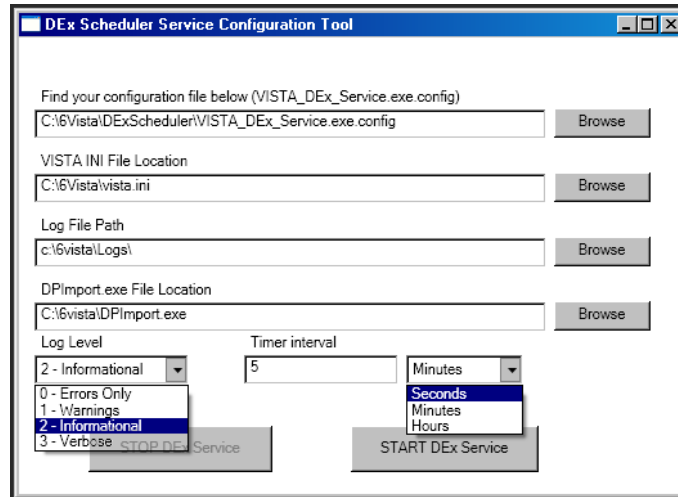 DEx Scheduler Service Configuration Tool
Find your configuration file below (VISTA_DEx_Service.exe.config)
C:\6Vista\DExScheduler\VISTA_DEx_Service.exe.config Browse
VISTA INI File Location
C:\6Vista\vista.ini Browse
Log File Path
c:\6vista\Logs\ Browse
DPImport.exe File Location
C:\6vista\DPImport.exe Browse
Log Level Timer interval
2 - Informational 5 Minutes
0 - Errors Only Seconds
1 - Warnings Minutes
2 - Informational Hours
3 - Verbose
STOP DEx Service START DEx Service